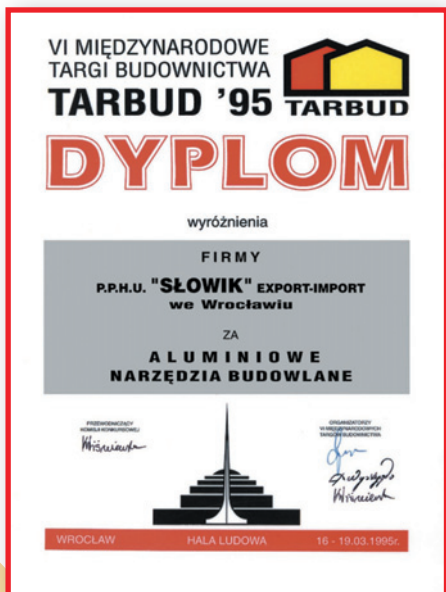 VI MIĘDZYNARODOWE
TARGI BUDOWNICTWA
TARBUD '95
TARBUD
DYPLOM
wyróżnienia
FIRMY
P.P.H.U. "SŁOWIK" EXPORT-IMPORT
we Wrocławiu
ZA
ALUMINIOWE
NARZĘDZIA BUDOWLANE
PRZEWODNICZĄCY
KOMISJI KONKURSOWEJ
ORGANIZATORZY
VI MIĘDZYNARODOWYCH
TARGÓW BUDOWNICTWA
WROCŁAW HALA LUDOWA 16 - 19.03.1995r.